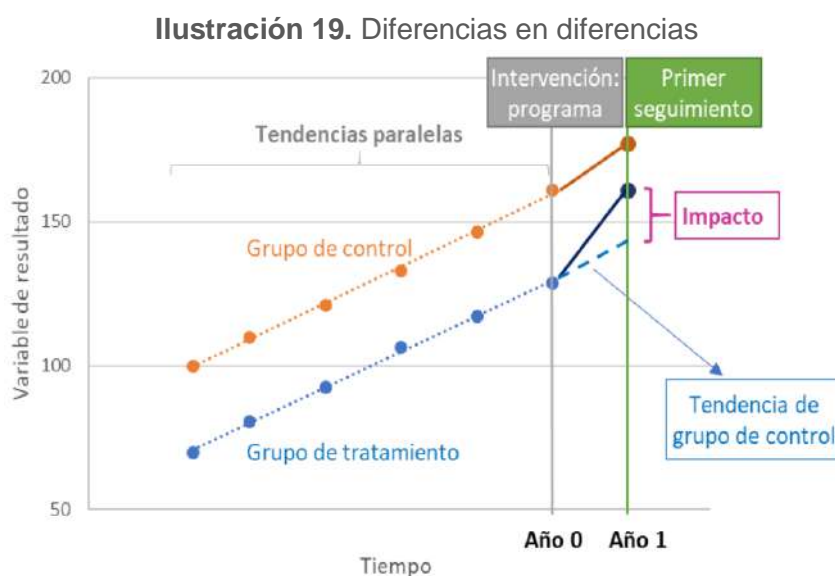 Ilustración 19. Diferencias en diferencias
200
Intervención:
programa
Primer
seguimiento
Tendencias paralelas
150
Impacto
Grupo de control
Variable de resultado
100
Tendencia de
grupo de control
Grupo de tratamiento
50
Año 0
Año 1
Tiempo